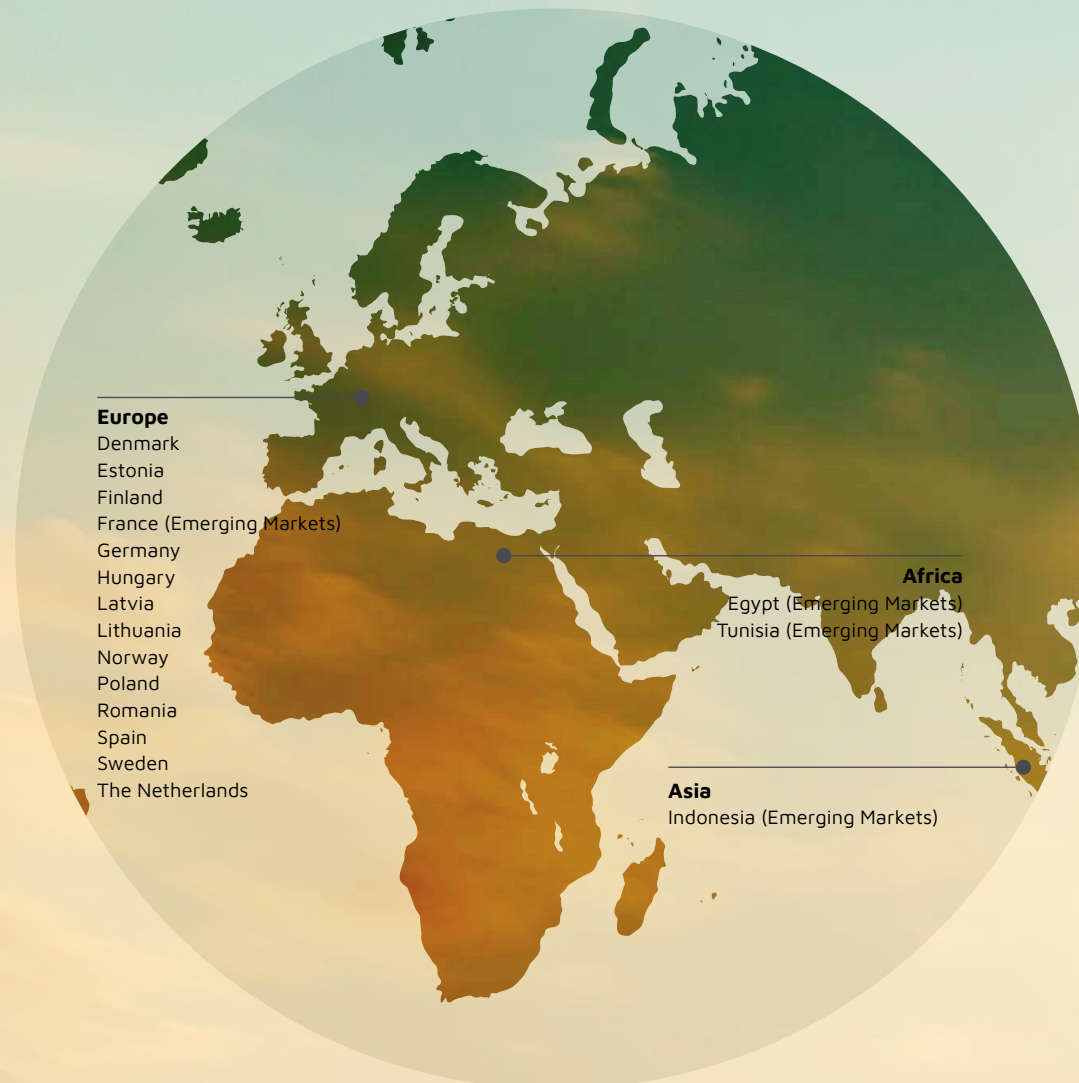 Europe
Denmark
Estonia
Finland
France (Emerging Markets)
Germany
Hungary
Latvia
Lithuania
Norway
Poland
Romania
Spain
Sweden
The Netherlands
Africa
Egypt (Emerging Markets)
Tunisia (Emerging Markets)
Asia
Indonesia (Emerging Markets)